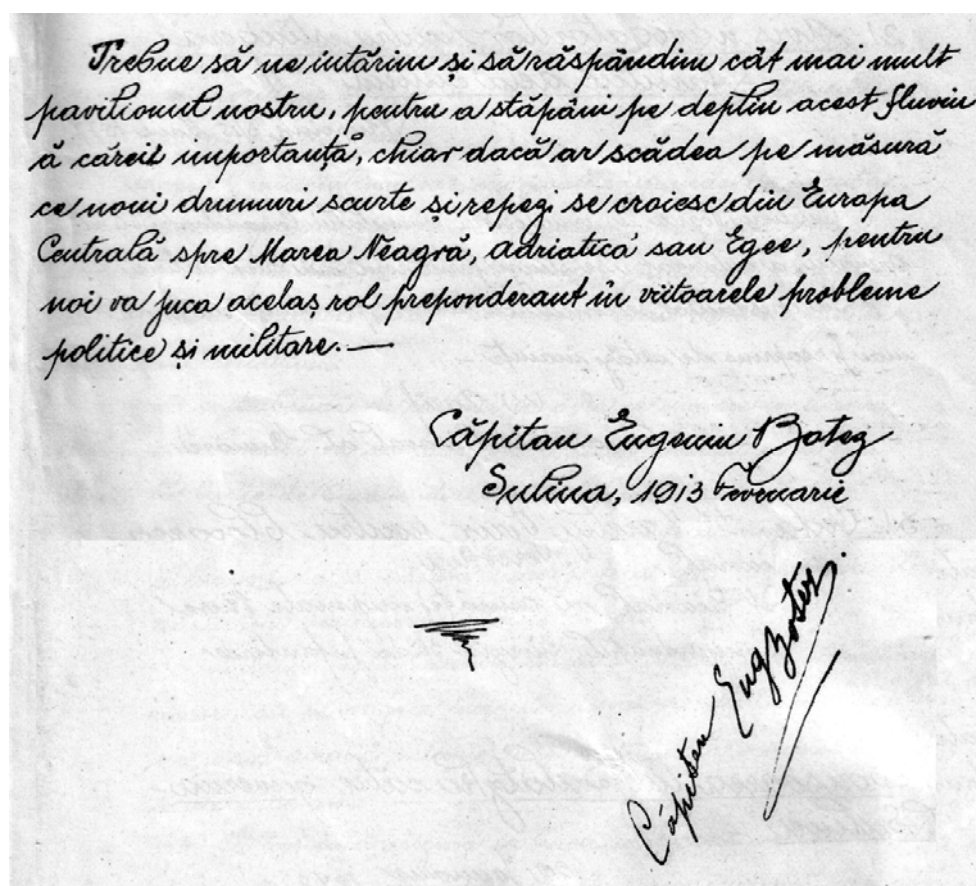 Trebue să ne intărim și să răspândim cât mai mult
pavilionul nostru, pentru a stăpâni pe deplin acest fluviu
ă cărei importanță, chiar dacă ar scădea pe măsură
ce noui drumuri scurte și repezi se croiesc din Europa
Centrală spre Marea Neagră, Adriatică sau Egee, pentru
noi va juca acelaș rol preponderant în viitoarele probleme
politice și militare. —
Căpitan Eugeniu Botez
Sulina, 1913 Fevruarie
Căpitan Eug Botez